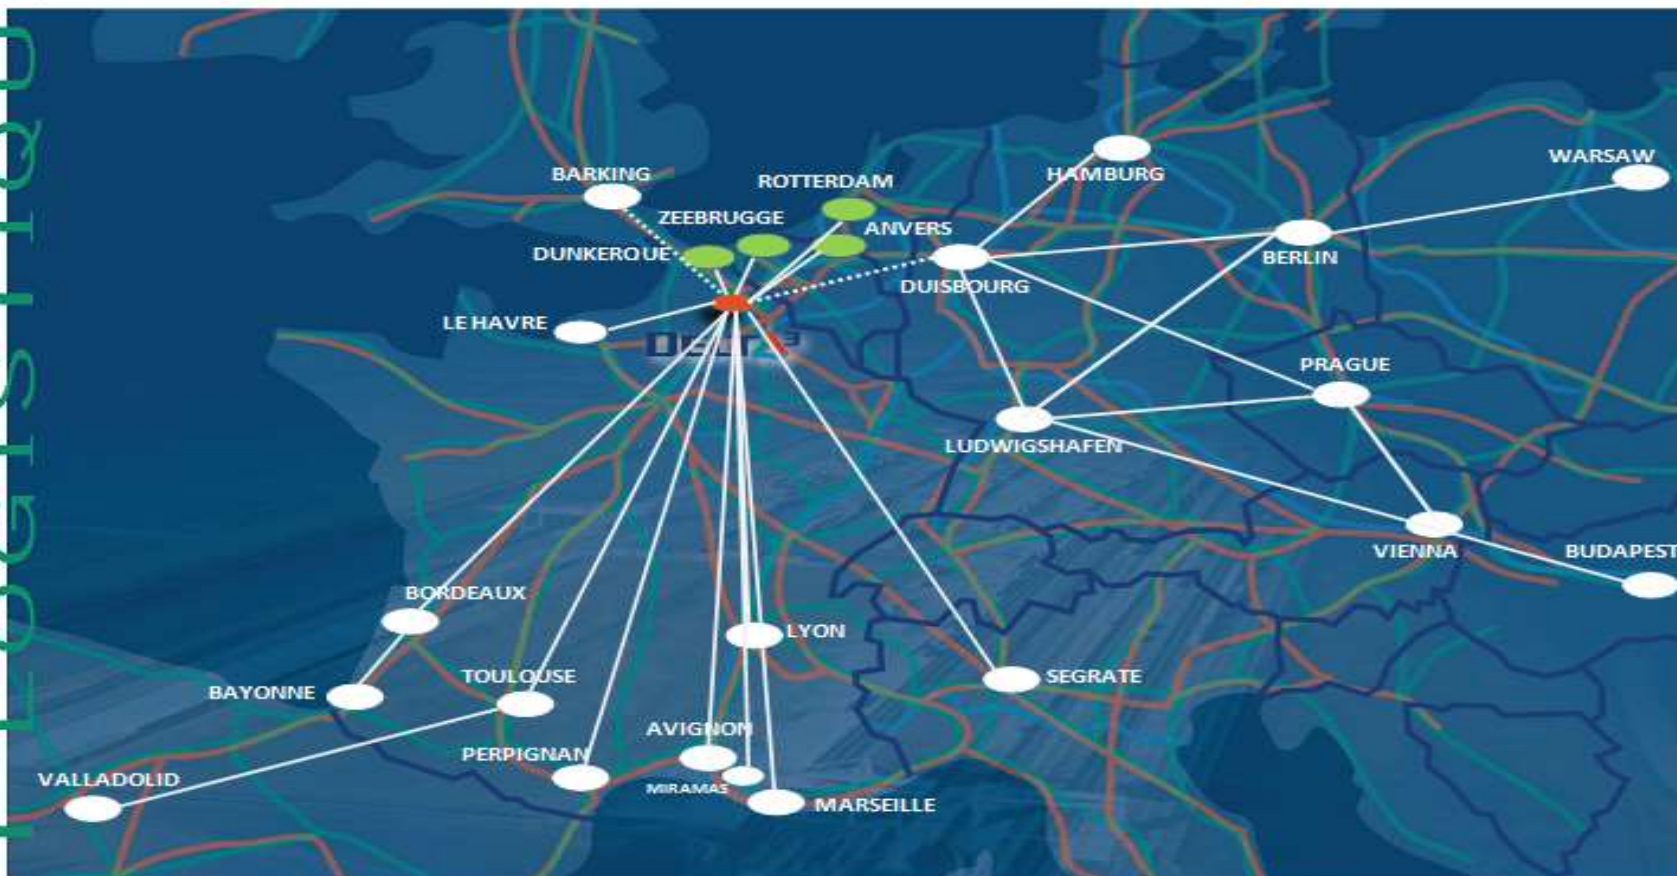 HAMBURG
WARSAW
BARKING
ROTTERDAM
ZEEBRUGGE
ANVERS
DUNKERQUE
BERLIN
DUISBOURG
LE HAVRE
PRAGUE
LUDWIGSHAFEN
VIENNA
BUDAPEST
BORDEAUX
LYON
BAYONNE
TOULOUSE
SEGRATE
AVIGNON
PERPIGNAN
VALLADOLID
MIRAMAS
MARSEILLE